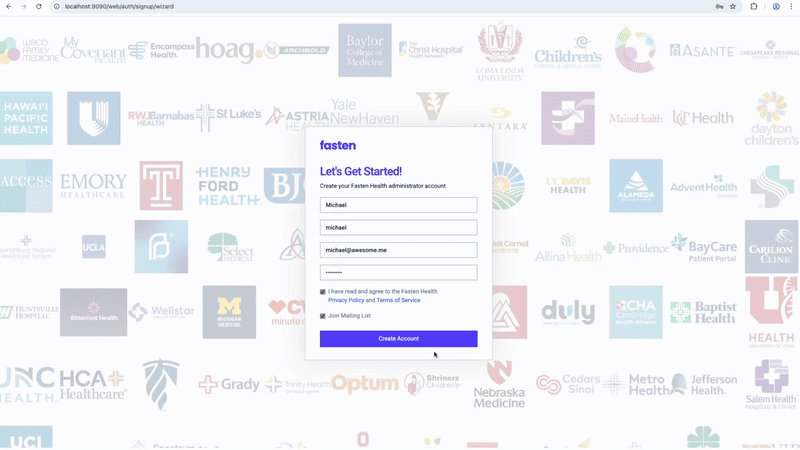 localhost:9090/web/auth/signup/wizard
WACO
FAMILY
MEDICINE
My
Covenant
HEALTH
Encompass
Health
hoag.
ARCHBOLD
Baylor
College of
Medicine
The Christ Hospital
Health Network
LOMA LINDA
UNIVERSITY
Children's
ASANTE
CHESAPEAKE REGIONAL
HAWAI'I
PACIFIC
HEALTH
RWJBarnabas
HEALTH
St Luke's
ASTRIA
HEALTH
Yale
NewHaven
SENTARA
MaineHealth
Health
dayton
children's
fasten
Let's Get Started!
Create your Fasten Health administrator account
Michael
michael
michael@awesome.me
I have read and agree to the Fasten Health
Privacy Policy and Terms of Service
Join Mailing List
Create Account
ACCESS
EMORY
HEALTHCARE
HENRY
FORD
HEALTH
BJC
UC DAVIS
HEALTH
ALAMEDA
AdventHealth
Spartanburg Regional
Healthcare System
UCLA
Select
MEDICAL
Cornell
Medicine
Allina Health
Providence
BayCare
Patient Portal
CARILION
CLINIC
HUNTSVILLE
HOSPITAL
Bitterroot Health
Wellstar
MICHIGAN
MEDICINE
minute
duly
CHA
Cambridge
Health Alliance
Baptist
Health
HEALTH
UNIVERSITY OF UTAH
UNC
HEALTH
HCA
Healthcare
Grady
Trinity Health
Optum
Shriners
Children's
Nebraska
Medicine
Cedars
Sinai
MetroHealth
Jefferson
Health.
Salem Health
Hospitals & Clinics
UCI